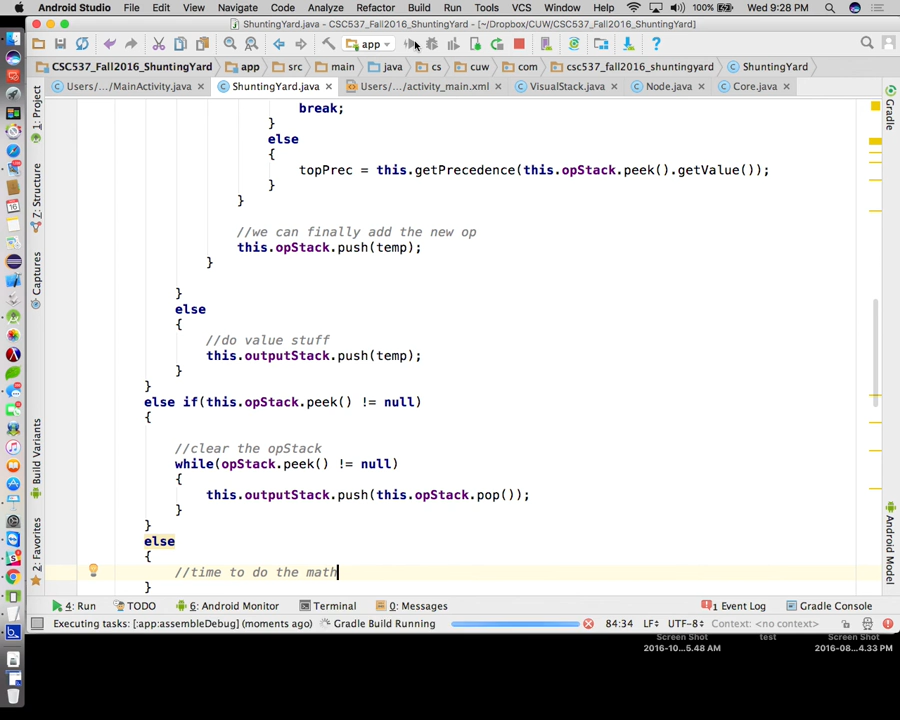 Android Studio File Edit View Navigate Code Analyze Refactor Build Run Tools VCS Window Help 100% Wed 9:28 PM
ShuntingYard.java - CSC537_Fall2016_ShuntingYard - [~/Dropbox/CUW/CSC537_Fall2016_ShuntingYard]
app
CSC537_Fall2016_ShuntingYard app src main java cs cuw com csc537_fall2016_shuntingyard ShuntingYard
Users/.../MainActivity.java ShuntingYard.java Users/.../activity_main.xml VisualStack.java Node.java Core.java
1: Project
Z: Structure
Captures
Build Variants
2: Favorites
Gradle
Android Model
break;
}
else
{
topPrec = this.getPrecedence(this.opStack.peek().getValue());
}
}
//we can finally add the new op
this.opStack.push(temp);
}
}
else
{
//do value stuff
this.outputStack.push(temp);
}
}
else if(this.opStack.peek() != null)
{
//clear the opStack
while(opStack.peek() != null)
{
this.outputStack.push(this.opStack.pop());
}
}
else
{
//time to do the math
}
4: Run TODO 6: Android Monitor Terminal 0: Messages 1 Event Log Gradle Console
Executing tasks: [:app:assembleDebug] (moments ago) Gradle Build Running 84:34 LF UTF-8 Context: <no context>
Screen Shot test
2016-10...5.48 AM 2016-08...4.33 PM